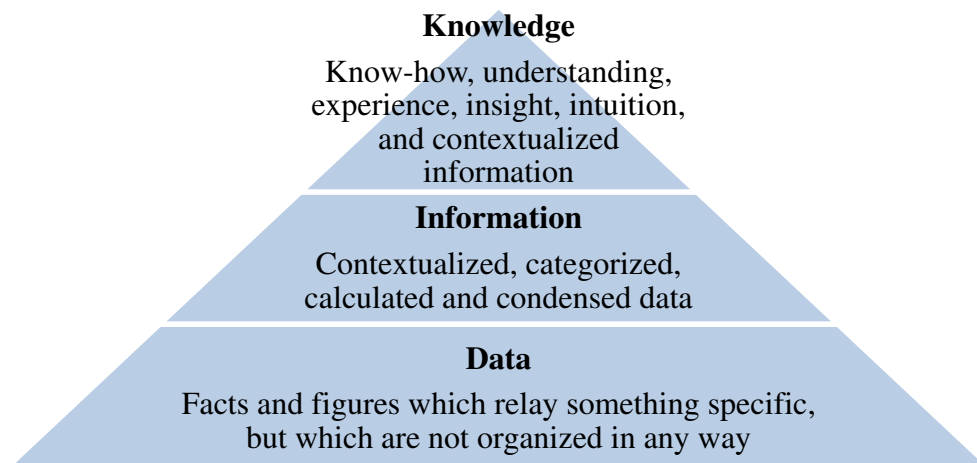 Knowledge
Know-how, understanding,
experience, insight, intuition,
and contextualized
information
Information
Contextualized, categorized,
calculated and condensed data
Data
Facts and figures which relay something specific,
but which are not organized in any way